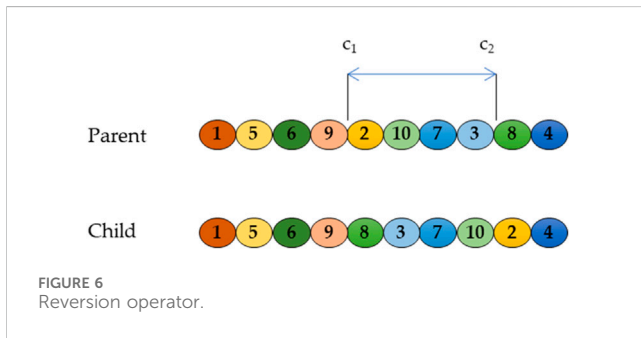 c1 c2
Parent 1 5 6 9 2 10 7 3 8 4
Child 1 5 6 9 8 3 7 10 2 4
FIGURE 6
Reversion operator.